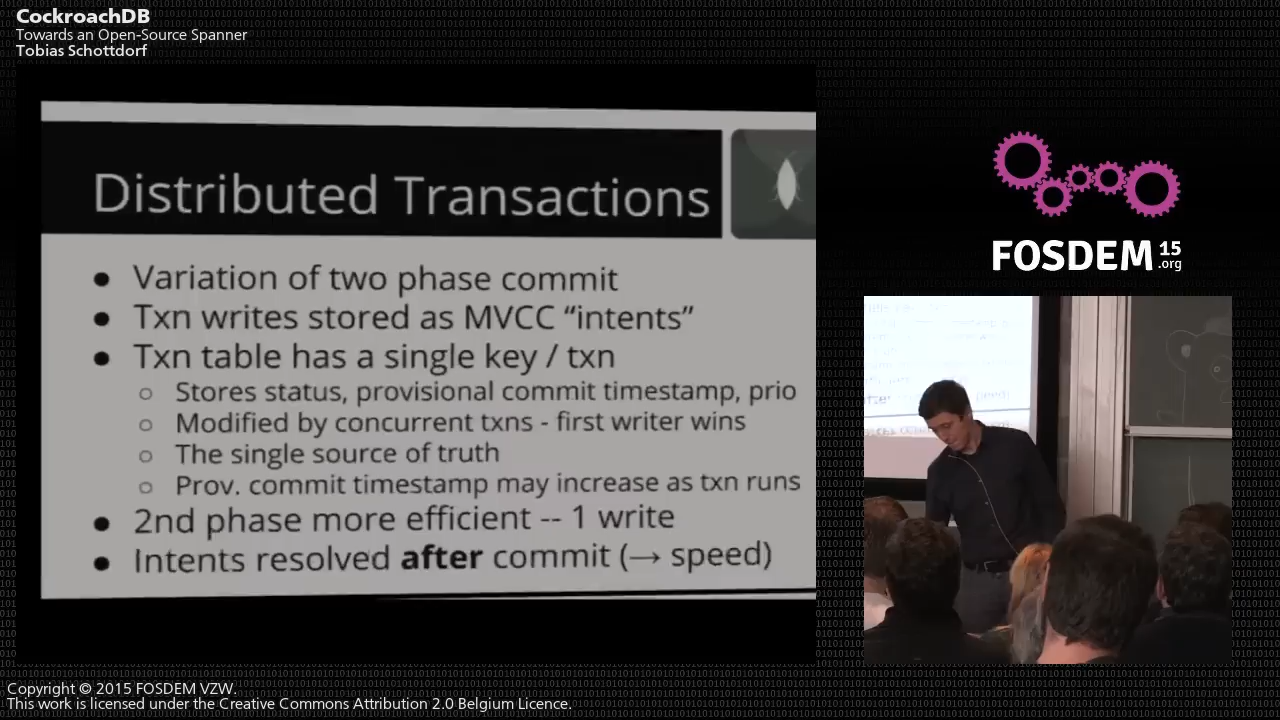 CockroachDB
Towards an Open-Source Spanner
Tobias Schottdorf
Distributed Transactions
● Variation of two phase commit
● Txn writes stored as MVCC “intents”
● Txn table has a single key / txn
○ Stores status, provisional commit timestamp, prio
○ Modified by concurrent txns - first writer wins
○ The single source of truth
○ Prov. commit timestamp may increase as txn runs
● 2nd phase more efficient -- 1 write
● Intents resolved after commit (→ speed)
FOSDEM 15
.org
Copyright © 2015 FOSDEM VZW.
This work is licensed under the Creative Commons Attribution 2.0 Belgium Licence.